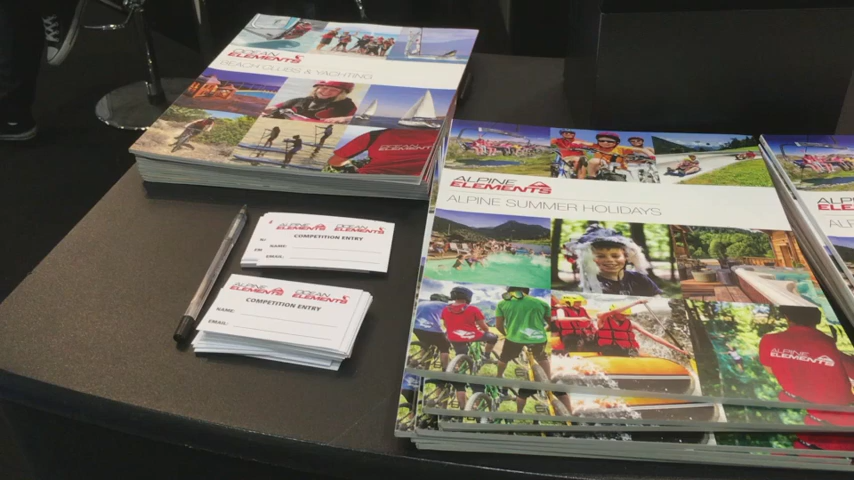 OCEAN
ELEMENTS
BEACH CLUBS & YACHTING
OCEAN ELEMENTS
ALPINE
ELEMENTS
ALPINE SUMMER HOLIDAYS
ALPINE
ELEMENTS
ALPINE
ELEMENTS
OCEAN
ELEMENTS
COMPETITION ENTRY
NAME:
EMAIL:
ALPINE
ELEMENTS
OCEAN
ELEMENTS
COMPETITION ENTRY
NAME:
EMAIL:
ALPINE